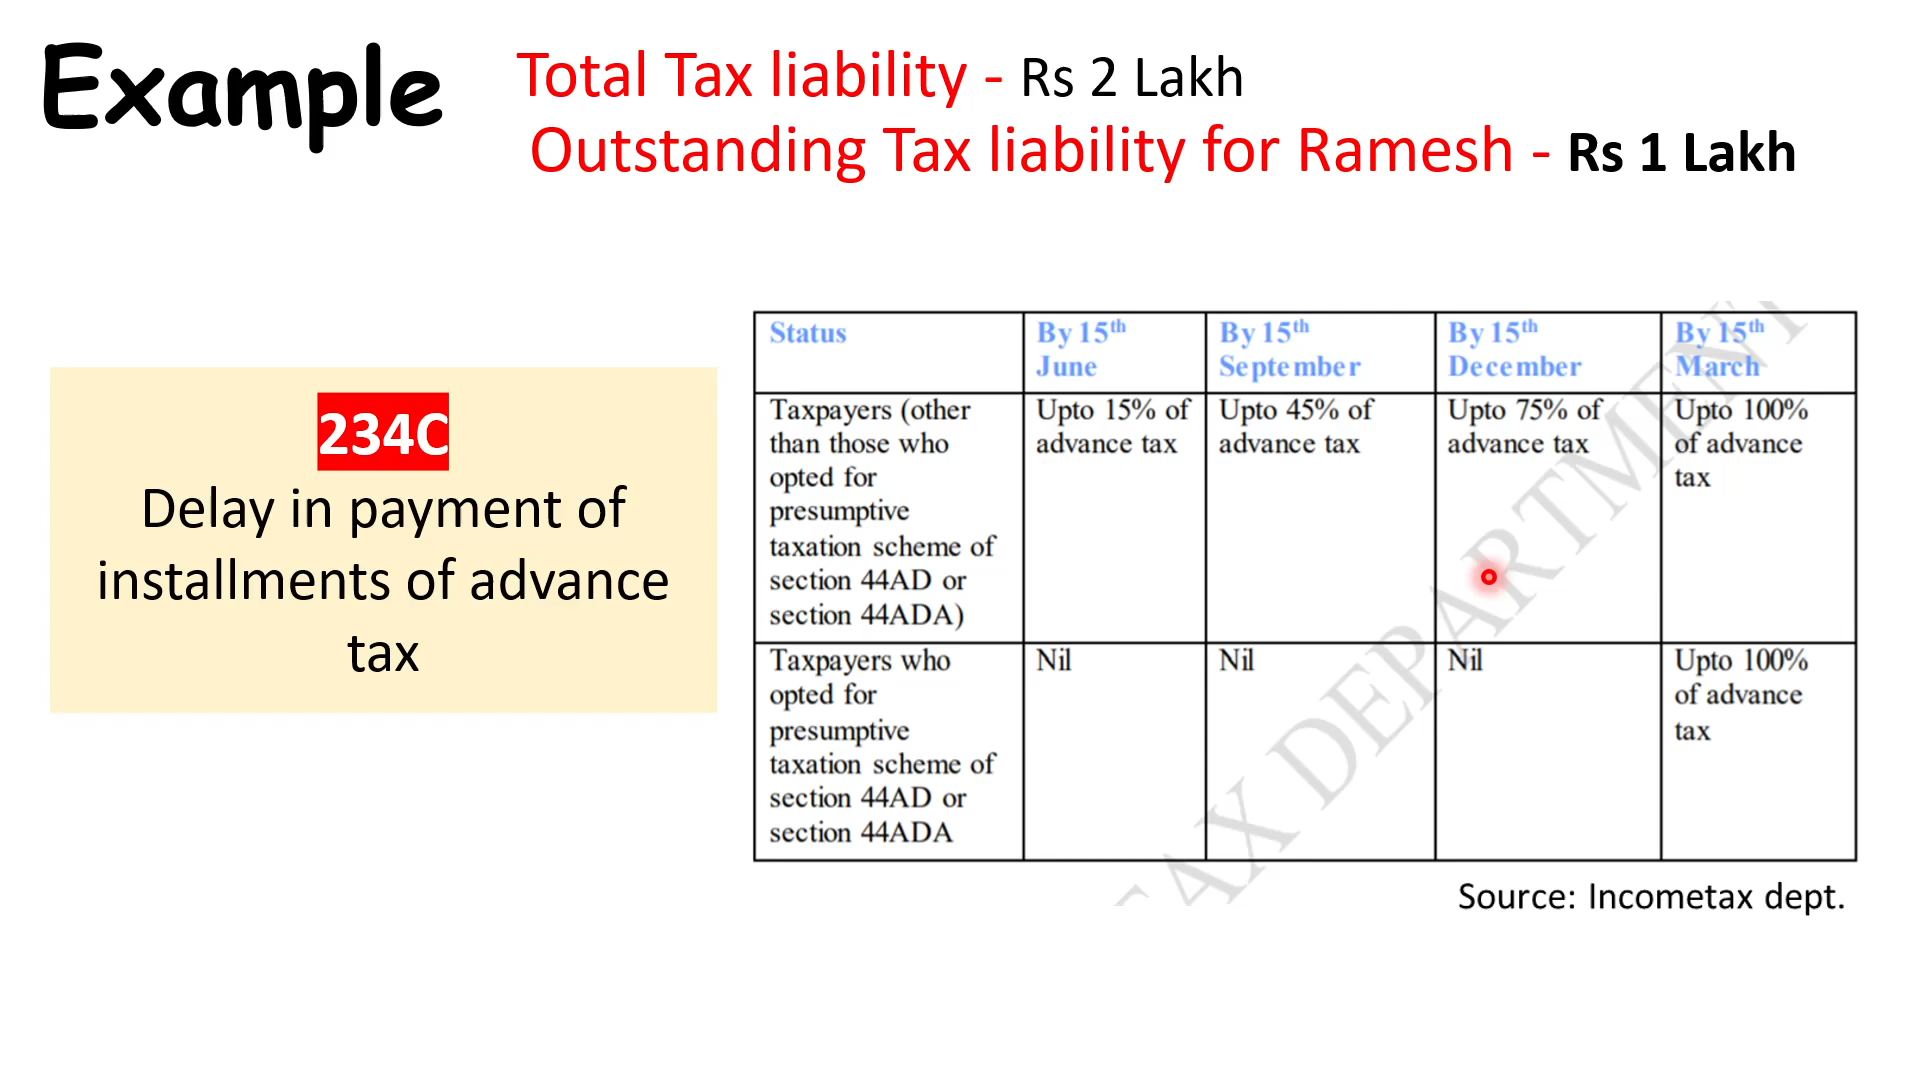 Example
Total Tax liability - Rs 2 Lakh
Outstanding Tax liability for Ramesh - Rs 1 Lakh
234C
Delay in payment of
installments of advance
tax
Status
By 15th
June
By 15th
September
By 15th
December
By 15th
March
Taxpayers (other
than those who
opted for
presumptive
taxation scheme of
section 44AD or
section 44ADA)
Upto 15% of
advance tax
Upto 45% of
advance tax
Upto 75% of
advance tax
Upto 100%
of advance
tax
Taxpayers who
opted for
presumptive
taxation scheme of
section 44AD or
section 44ADA
Nil
Nil
Nil
Upto 100%
of advance
tax
TAX DEPARTMENT
Source: Incometax dept.